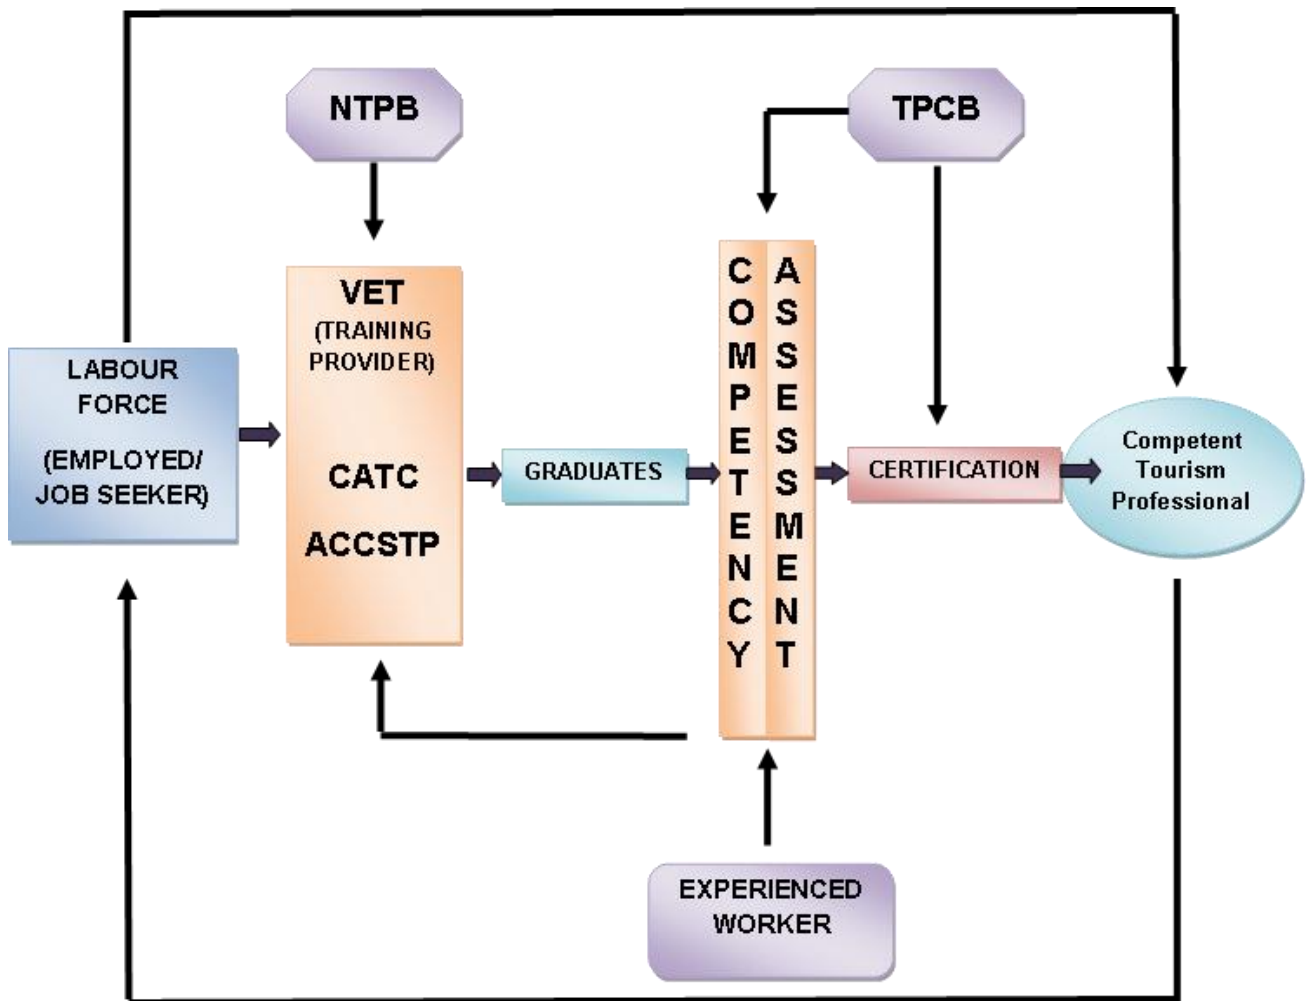 NTPB
TPCB
VET
(TRAINING
PROVIDER)
CATC
ACCSTP
LABOUR
FORCE
(EMPLOYED/
JOB SEEKER)
GRADUATES
COMPETENCY
ASSESSMENT
CERTIFICATION
Competent
Tourism
Professional
EXPERIENCED
WORKER